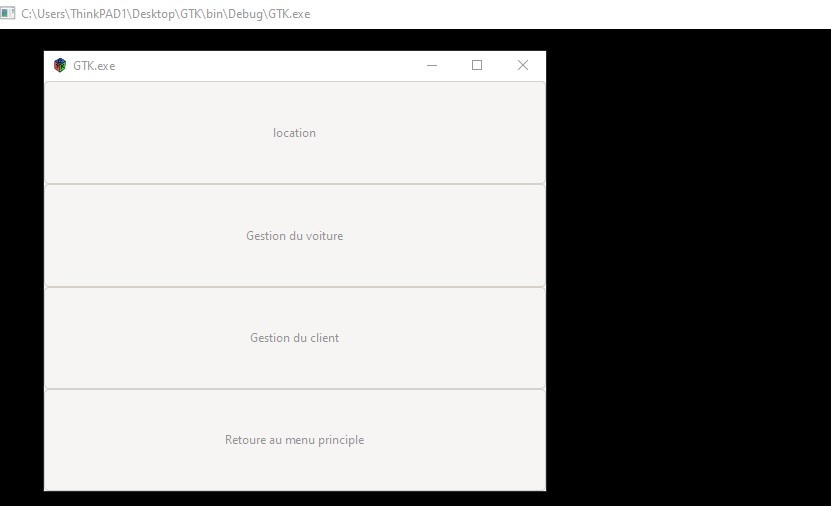 C:\Users\ThinkPAD1\Desktop\GTK\bin\Debug\GTK.exe
GTK.exe
location
Gestion du voiture
Gestion du client
Retoure au menu principle